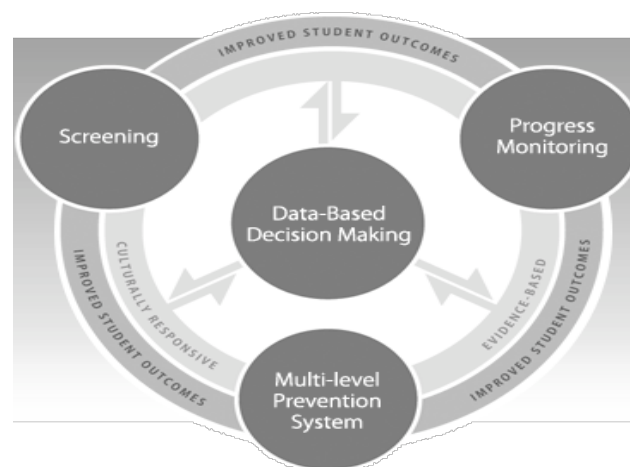 IMPROVED STUDENT OUTCOMES
Screening
Progress
Monitoring
Data-Based
Decision Making
CULTURALLY RESPONSIVE
EVIDENCE-BASED
IMPROVED STUDENT OUTCOMES
IMPROVED STUDENT OUTCOMES
Multi-level
Prevention
System